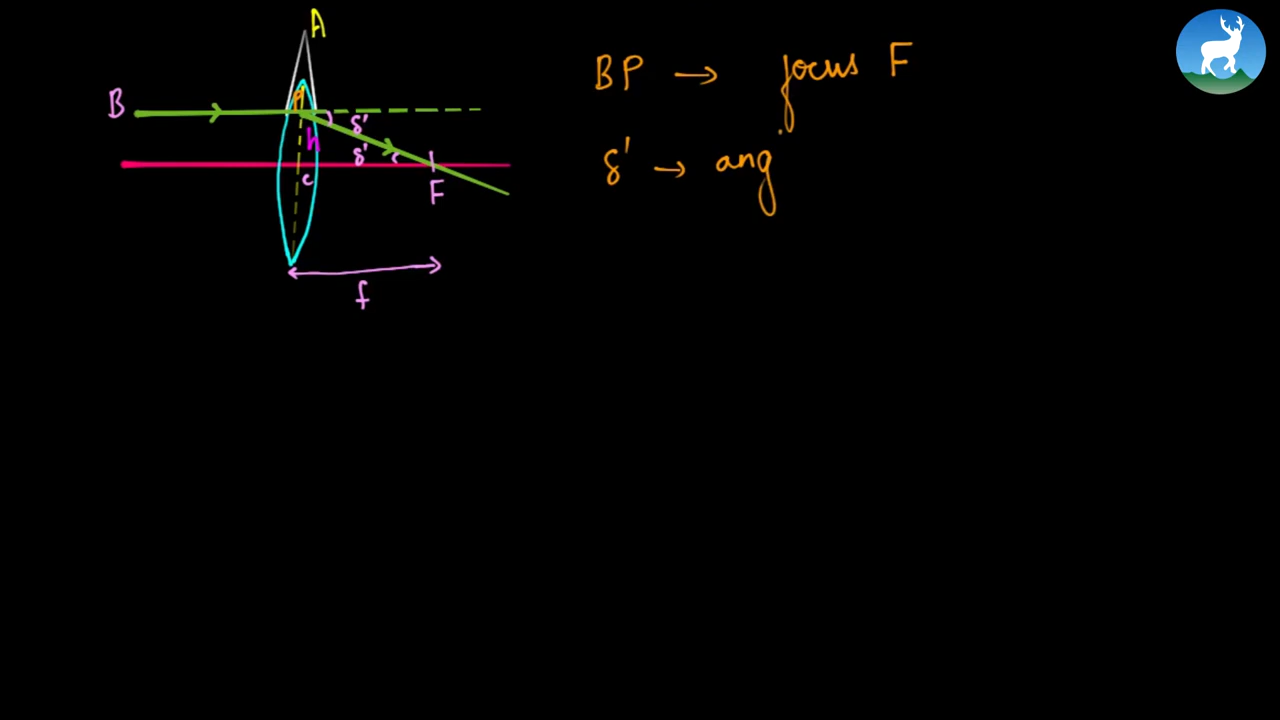 A
B
P
δ'
h
δ'
c
F
f
BP → focus F
δ' → ang